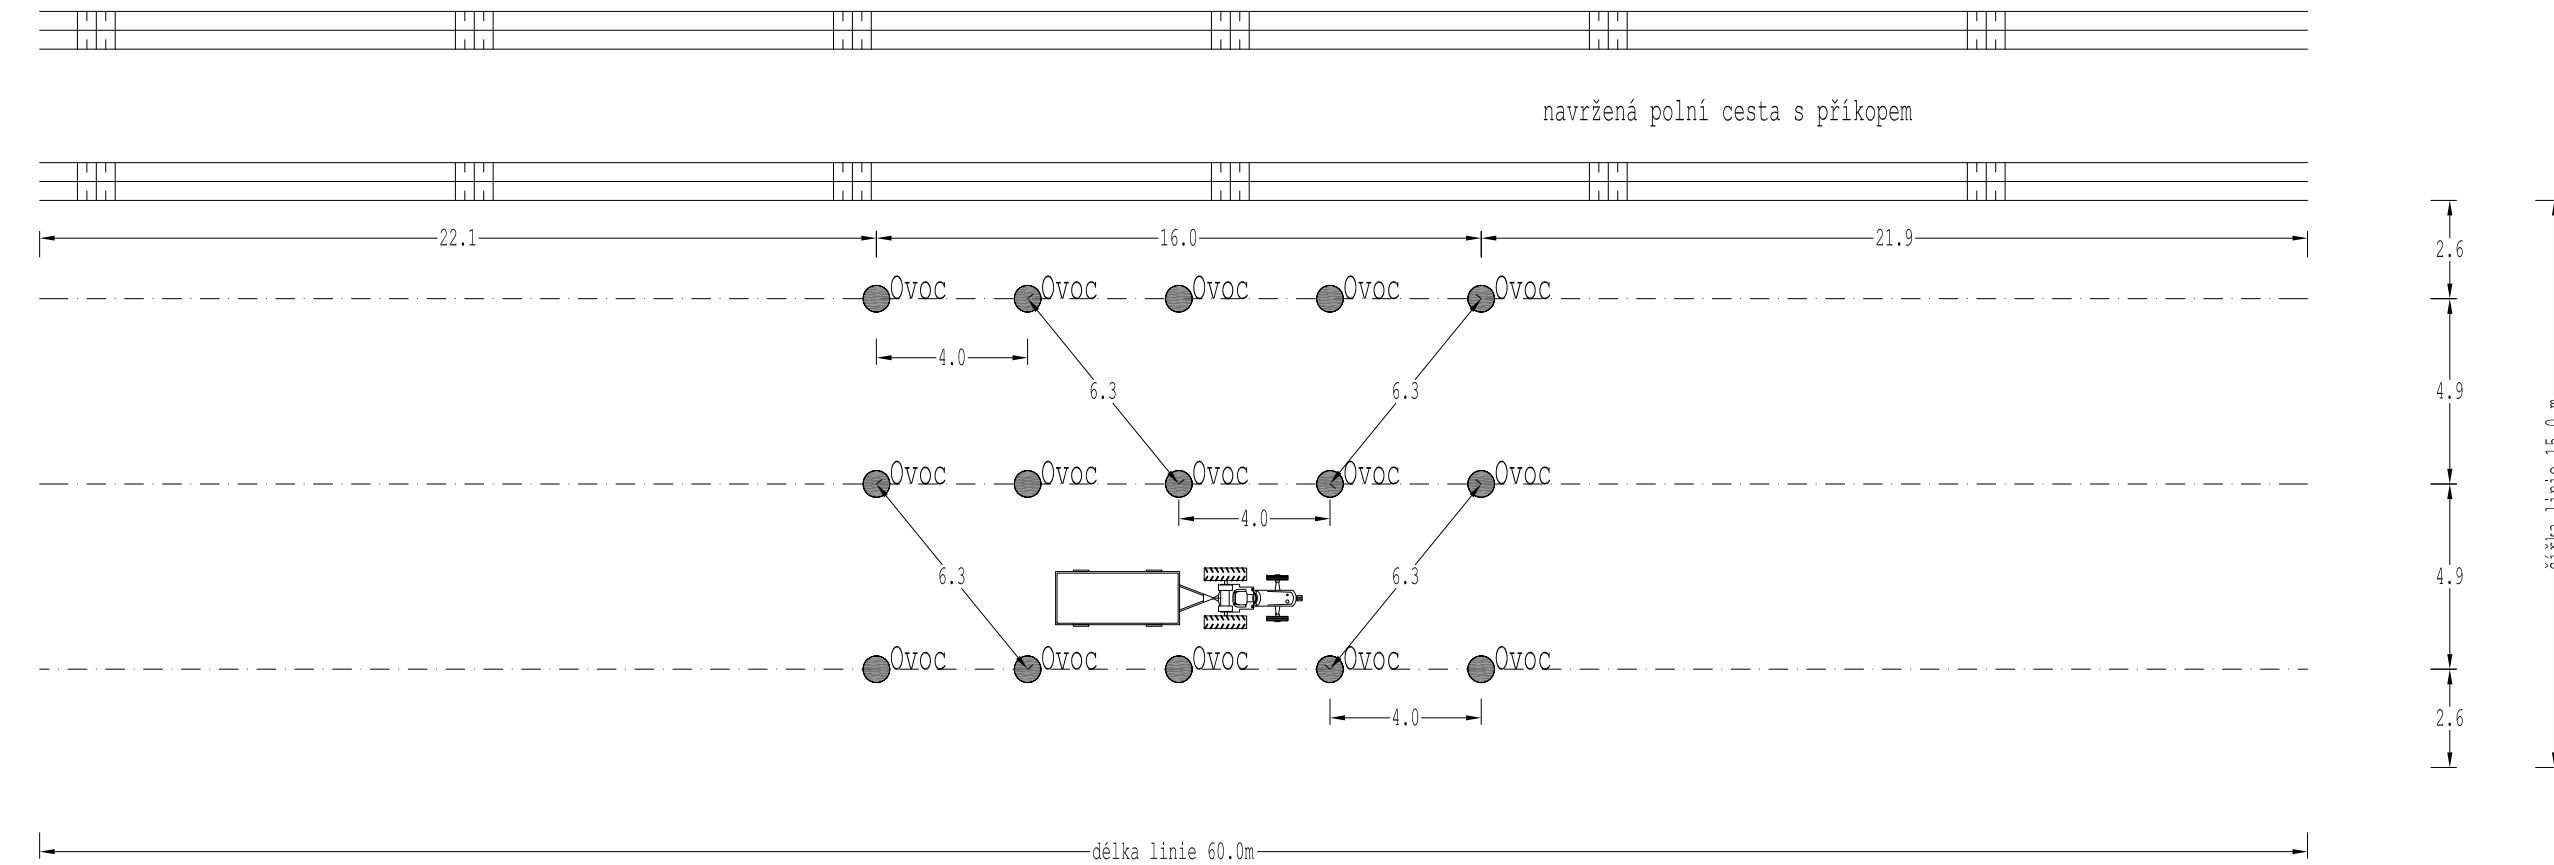 navržená polní cesta s příkopem
22.1 16.0 21.9
2.6
Ovoc Ovoc Ovoc Ovoc Ovoc
4.0
6.3 6.3 4.9
Ovoc Ovoc Ovoc Ovoc Ovoc
4.0
6.3 6.3 4.9
Ovoc Ovoc Ovoc Ovoc Ovoc
4.0 2.6
délka linie 60.0m